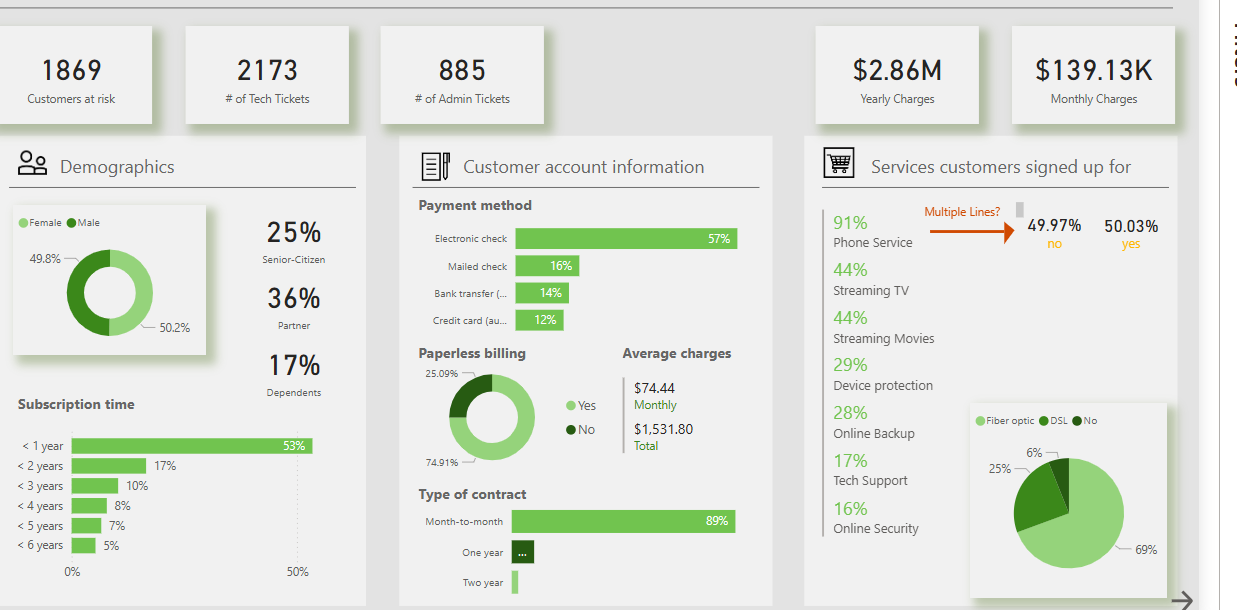 1869
Customers at risk
2173
# of Tech Tickets
885
# of Admin Tickets
$2.86M
Yearly Charges
$139.13K
Monthly Charges
Demographics
Female Male
49.8%
50.2%
25%
Senior-Citizen
36%
Partner
17%
Dependents
Subscription time
< 1 year 53%
< 2 years 17%
< 3 years 10%
< 4 years 8%
< 5 years 7%
< 6 years 5%
0% 50%
Customer account information
Payment method
Electronic check 57%
Mailed check 16%
Bank transfer (... 14%
Credit card (au... 12%
Paperless billing
25.09%
74.91%
Yes
No
Average charges
$74.44
Monthly
$1,531.80
Total
Type of contract
Month-to-month 89%
One year ...
Two year
Services customers signed up for
91%
Phone Service
44%
Streaming TV
44%
Streaming Movies
29%
Device protection
28%
Online Backup
17%
Tech Support
16%
Online Security
Multiple Lines?
49.97%
no
50.03%
yes
Fiber optic DSL No
6%
25%
69%